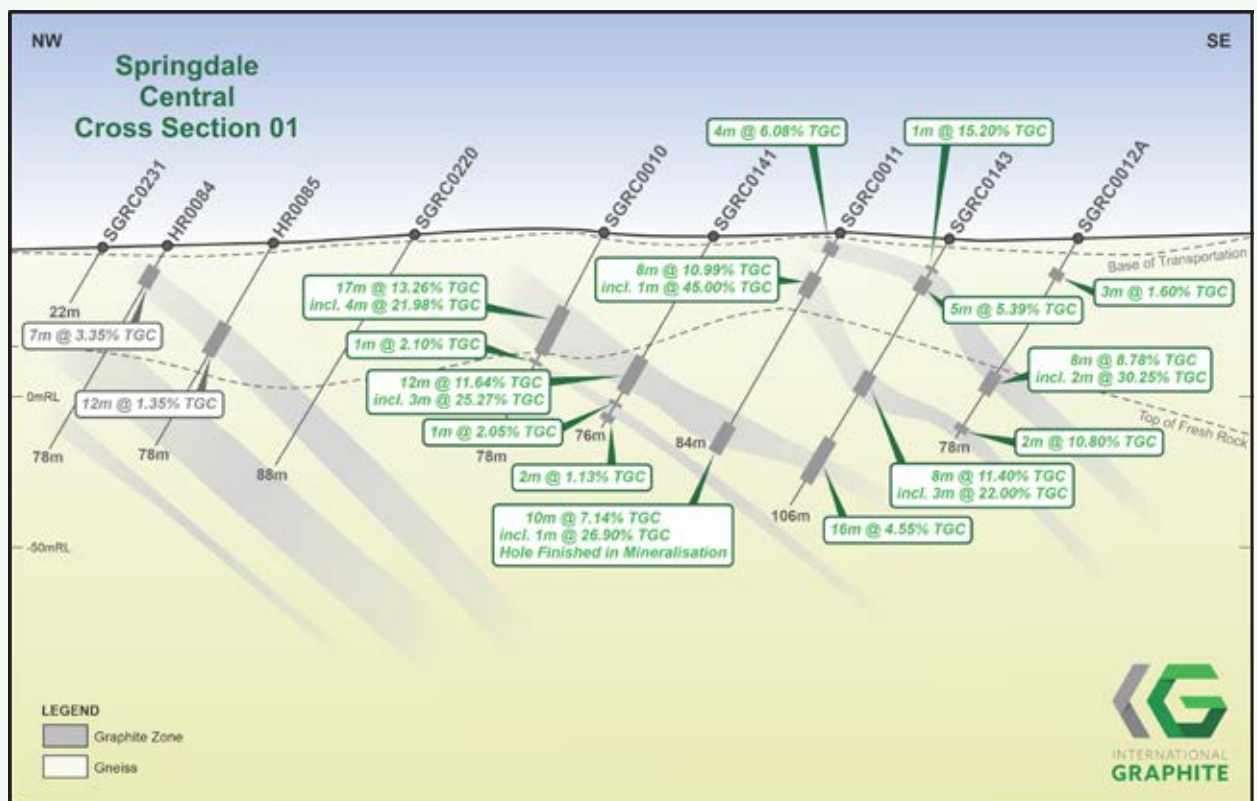 NW
SE
Springdale
Central
Cross Section 01
4m @ 6.08% TGC
1m @ 15.20% TGC
SGRC0231
HR0084
HR0085
SGRC0220
SGRC0010
SGRC0141
SGRC0011
SGRC0143
SGRC0012A
Base of Transportation
8m @ 10.99% TGC
incl. 1m @ 45.00% TGC
17m @ 13.26% TGC
incl. 4m @ 21.98% TGC
3m @ 1.60% TGC
5m @ 5.39% TGC
22m
7m @ 3.35% TGC
1m @ 2.10% TGC
8m @ 8.78% TGC
incl. 2m @ 30.25% TGC
12m @ 11.64% TGC
incl. 3m @ 25.27% TGC
0mRL
12m @ 1.35% TGC
Top of Fresh Rock
1m @ 2.05% TGC
76m
84m
78m
2m @ 10.80% TGC
78m
78m
78m
88m
2m @ 1.13% TGC
8m @ 11.40% TGC
incl. 3m @ 22.00% TGC
106m
16m @ 4.55% TGC
10m @ 7.14% TGC
incl. 1m @ 26.90% TGC
Hole Finished in Mineralisation
-50mRL
LEGEND
Graphite Zone
Gneiss
INTERNATIONAL
GRAPHITE